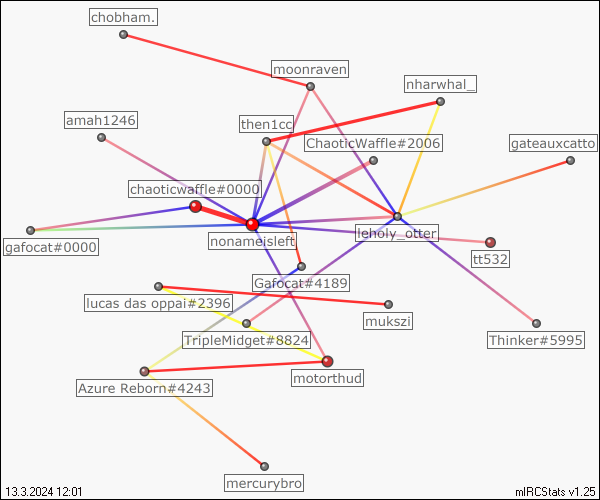 chobham.
moonraven
nharwhal_
amah1246
then1cc
ChaoticWaffle#2006
gateauxcatto
chaoticwaffle#0000
gafocat#0000
nonameisleft
leholy_otter
tt532
Gafocat#4189
lucas das oppai#2396
mukszi
TripleMidget#8824
Thinker#5995
motorthud
Azure Reborn#4243
mercurybro
13.3.2024 12:01
mIRCStats v1.25